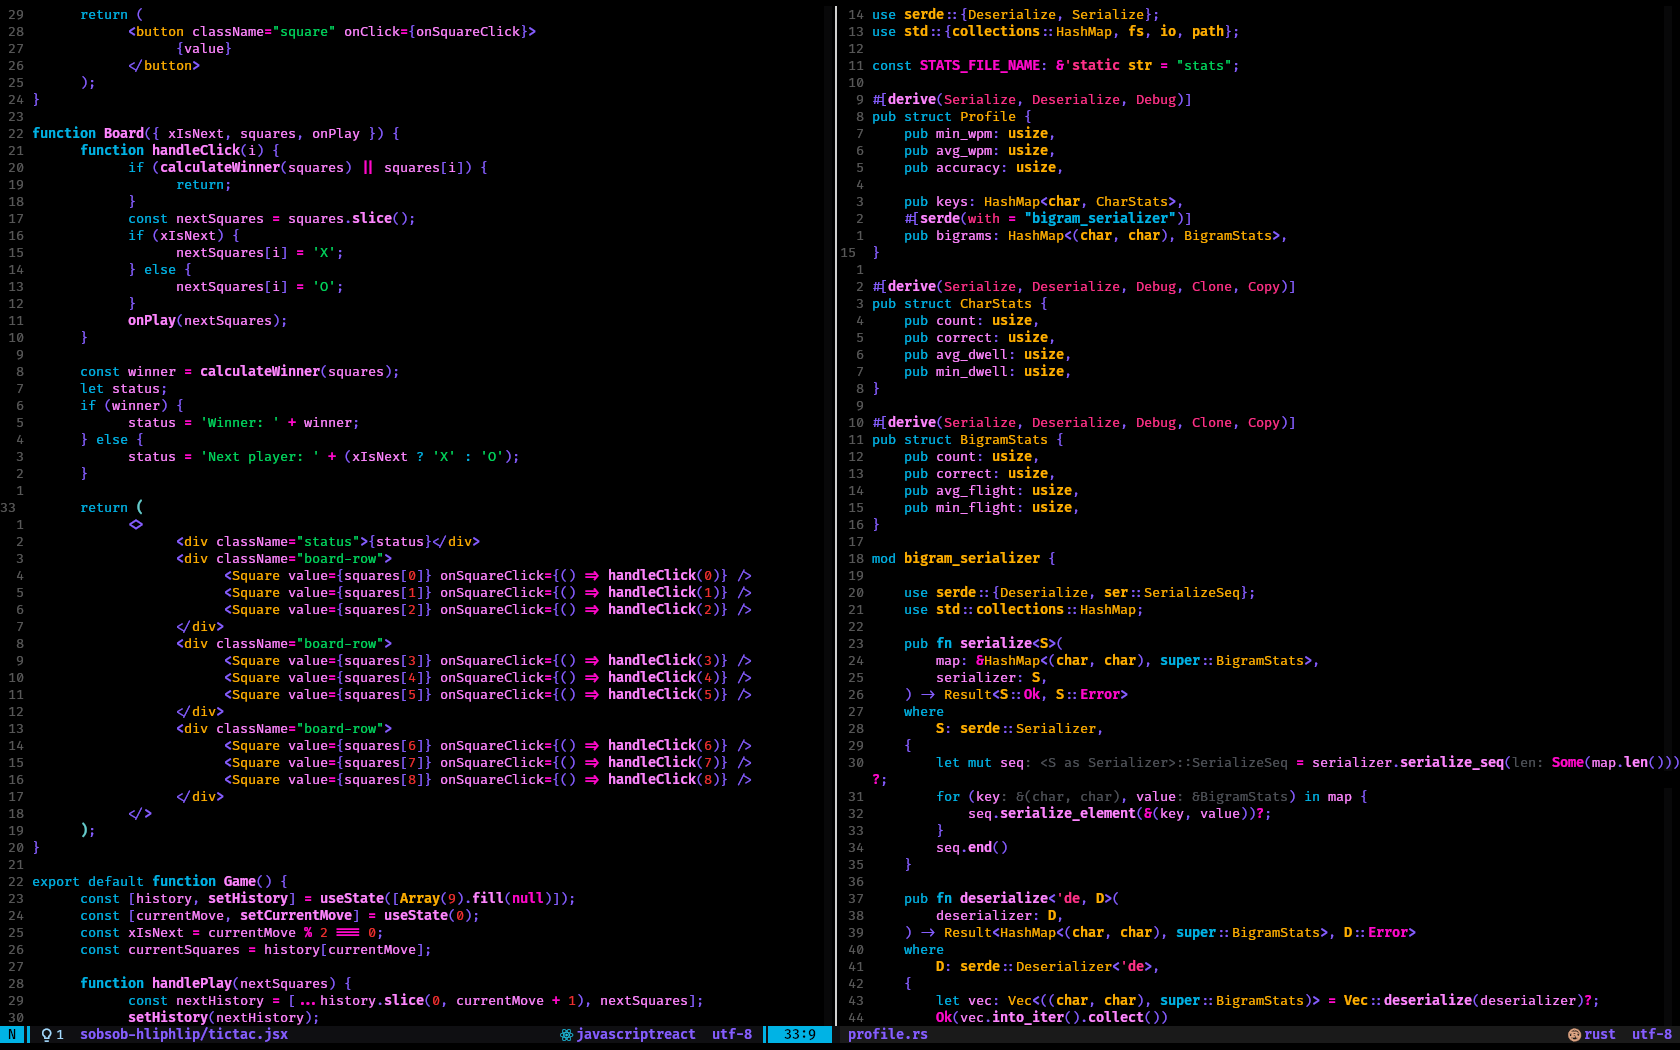 29 return (
28 <button className="square" onClick={onSquareClick}>
27 {value}
26 </button>
25 );
24 }
23
22 function Board({ xIsNext, squares, onPlay }) {
21 function handleClick(i) {
20 if (calculateWinner(squares) || squares[i]) {
19 return;
18 }
17 const nextSquares = squares.slice();
16 if (xIsNext) {
15 nextSquares[i] = 'X';
14 } else {
13 nextSquares[i] = 'O';
12 }
11 onPlay(nextSquares);
10 }
9
8 const winner = calculateWinner(squares);
7 let status;
6 if (winner) {
5 status = 'Winner: ' + winner;
4 } else {
3 status = 'Next player: ' + (xIsNext ? 'X' : 'O');
2 }
1
33 return (
1 <>
2 <div className="status">{status}</div>
3 <div className="board-row">
4 <Square value={squares[0]} onSquareClick={() => handleClick(0)} />
5 <Square value={squares[1]} onSquareClick={() => handleClick(1)} />
6 <Square value={squares[2]} onSquareClick={() => handleClick(2)} />
7 </div>
8 <div className="board-row">
9 <Square value={squares[3]} onSquareClick={() => handleClick(3)} />
10 <Square value={squares[4]} onSquareClick={() => handleClick(4)} />
11 <Square value={squares[5]} onSquareClick={() => handleClick(5)} />
12 </div>
13 <div className="board-row">
14 <Square value={squares[6]} onSquareClick={() => handleClick(6)} />
15 <Square value={squares[7]} onSquareClick={() => handleClick(7)} />
16 <Square value={squares[8]} onSquareClick={() => handleClick(8)} />
17 </div>
18 </>
19 );
20 }
21
22 export default function Game() {
23 const [history, setHistory] = useState([Array(9).fill(null)]);
24 const [currentMove, setCurrentMove] = useState(0);
25 const xIsNext = currentMove % 2 === 0;
26 const currentSquares = history[currentMove];
27
28 function handlePlay(nextSquares) {
29 const nextHistory = [...history.slice(0, currentMove + 1), nextSquares];
30 setHistory(nextHistory);
N 1 sobsob-hliphlip/tictac.jsx javascriptreact utf-8 33:9
14 use serde::{Deserialize, Serialize};
13 use std::{collections::HashMap, fs, io, path};
12
11 const STATS_FILE_NAME: &'static str = "stats";
10
9 #[derive(Serialize, Deserialize, Debug)]
8 pub struct Profile {
7 pub min_wpm: usize,
6 pub avg_wpm: usize,
5 pub accuracy: usize,
4
3 pub keys: HashMap<char, CharStats>,
2 #[serde(with = "bigram_serializer")]
1 pub bigrams: HashMap<(char, char), BigramStats>,
15 }
1
2 #[derive(Serialize, Deserialize, Debug, Clone, Copy)]
3 pub struct CharStats {
4 pub count: usize,
5 pub correct: usize,
6 pub avg_dwell: usize,
7 pub min_dwell: usize,
8 }
9
10 #[derive(Serialize, Deserialize, Debug, Clone, Copy)]
11 pub struct BigramStats {
12 pub count: usize,
13 pub correct: usize,
14 pub avg_flight: usize,
15 pub min_flight: usize,
16 }
17
18 mod bigram_serializer {
19
20 use serde::{Deserialize, ser::SerializeSeq};
21 use std::collections::HashMap;
22
23 pub fn serialize<S>(
24 map: &HashMap<(char, char), super::BigramStats>,
25 serializer: S,
26 ) -> Result<S::Ok, S::Error>
27 where
28 S: serde::Serializer,
29 {
30 let mut seq: <S as Serializer>::SerializeSeq = serializer.serialize_seq(len: Some(map.len()))
?;
31 for (key: &(char, char), value: &BigramStats) in map {
32 seq.serialize_element(&(key, value))?;
33 }
34 seq.end()
35 }
36
37 pub fn deserialize<'de, D>(
38 deserializer: D,
39 ) -> Result<HashMap<(char, char), super::BigramStats>, D::Error>
40 where
41 D: serde::Deserializer<'de>,
42 {
43 let vec: Vec<((char, char), super::BigramStats)> = Vec::deserialize(deserializer)?;
44 Ok(vec.into_iter().collect())
profile.rs rust utf-8